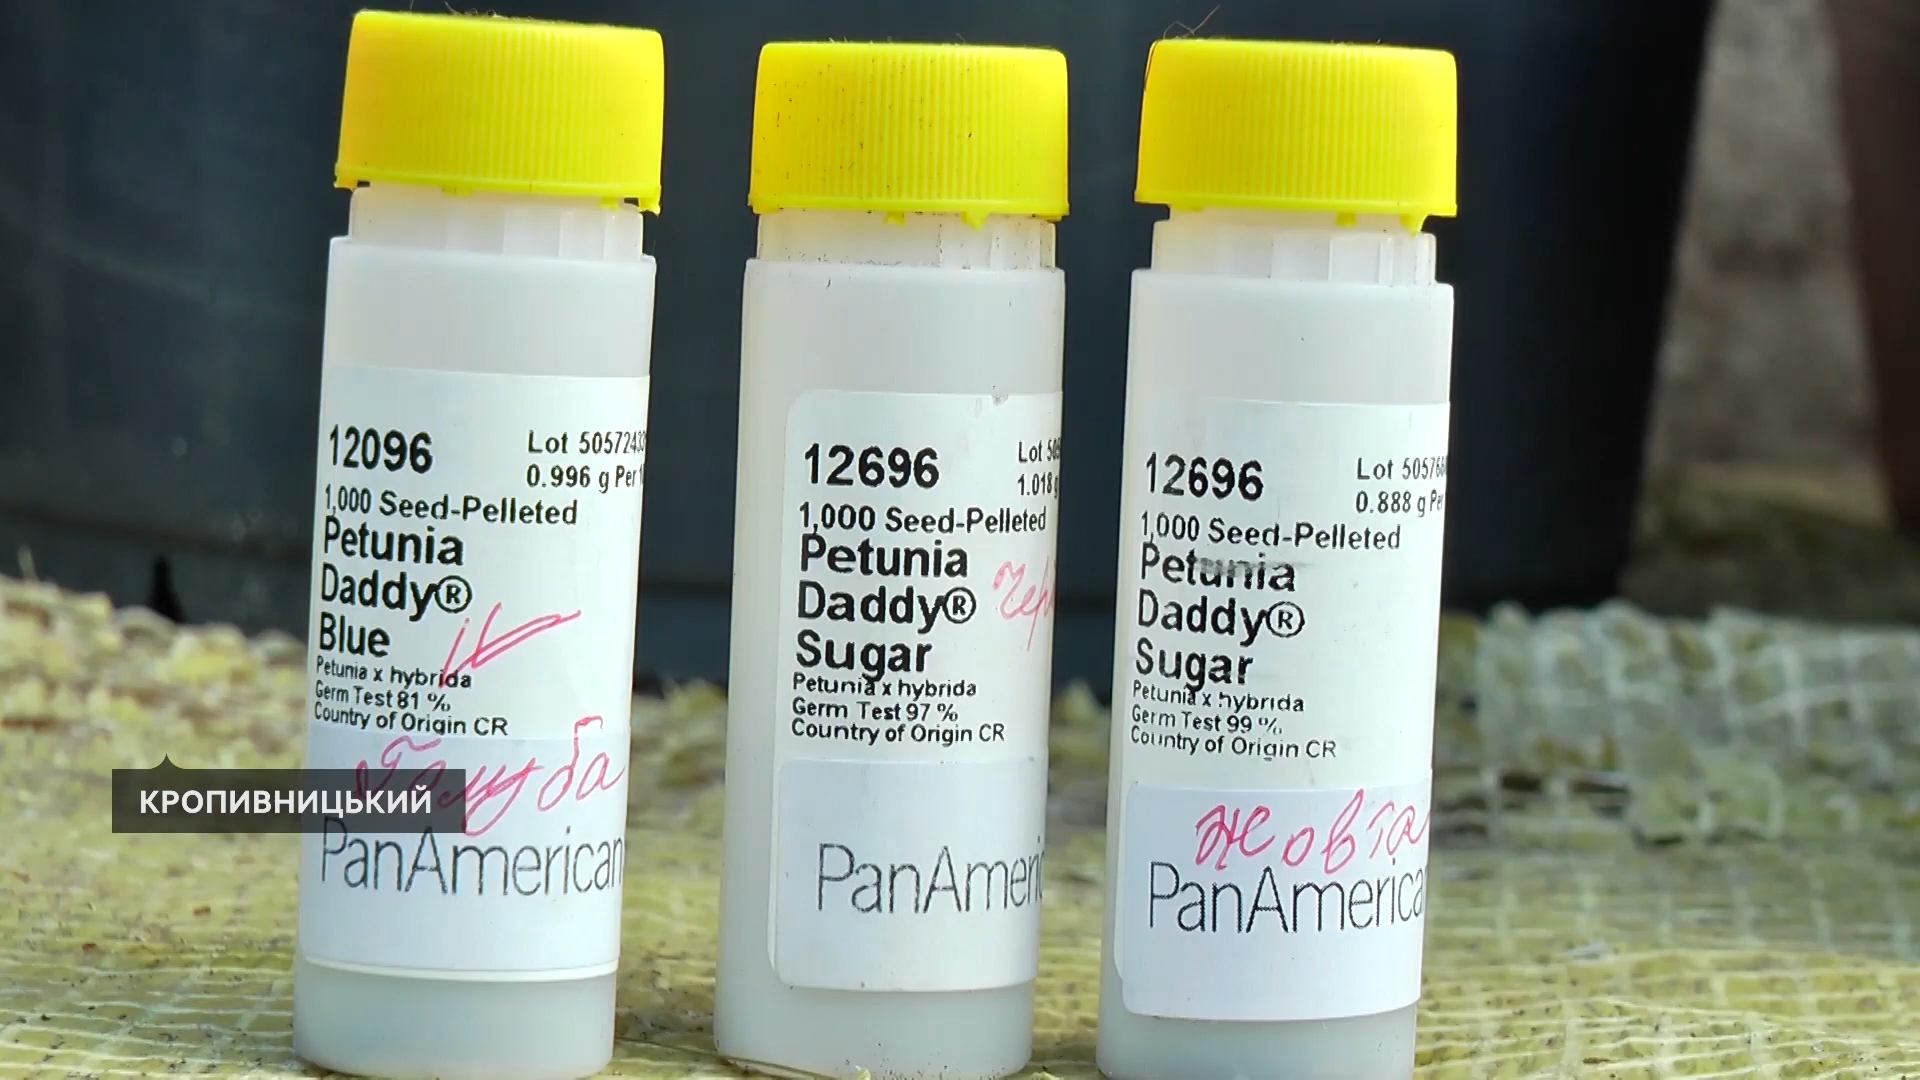 12096
Lot 5057243
0.996 g Per
1,000 Seed-Pelleted
Petunia
Daddy®
Blue
Petunia x hybrida
Germ Test 81 %
Country of Origin CR
Голуба
PanAmerican
12696
Lot 505
1.018 g
1,000 Seed-Pelleted
Petunia
Daddy®
Sugar
Petunia x hybrida
Germ Test 97 %
Country of Origin CR
PanAmeri
12696
Lot 50576
0.888 g Per
1,000 Seed-Pelleted
Petunia
Daddy®
Sugar
Petunia x hybrida
Germ Test 99 %
Country of Origin CR
жовта
PanAmerica
КРОПИВНИЦЬКИЙ